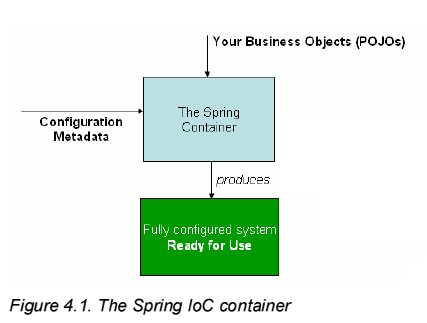 Your Business Objects (POJOs)
The Spring
Container
Configuration
Metadata
produces
Fully configured system
Ready for Use
Figure 4.1. The Spring IoC container